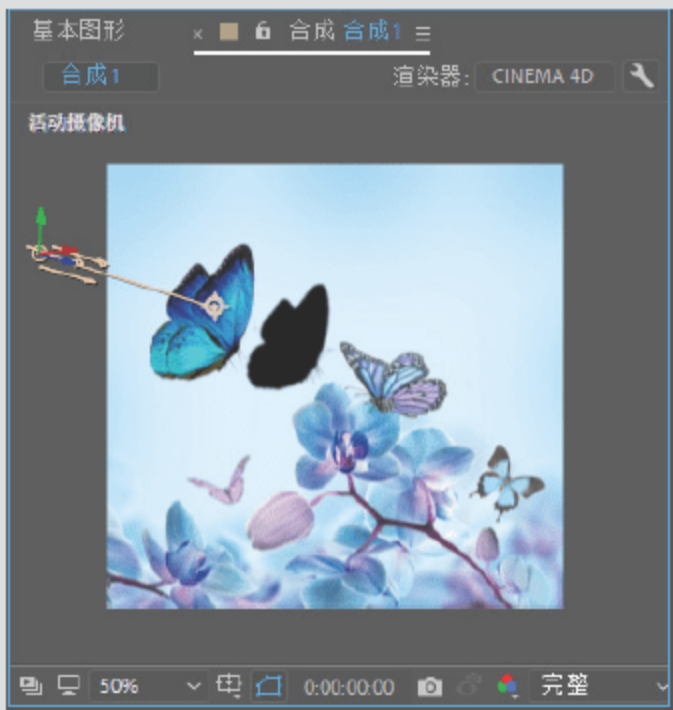 基本图形 × 合成 合成1 ☰
合成1 渲染器: CINEMA 4D
活动摄像机
50% 0:00:00:00 完整